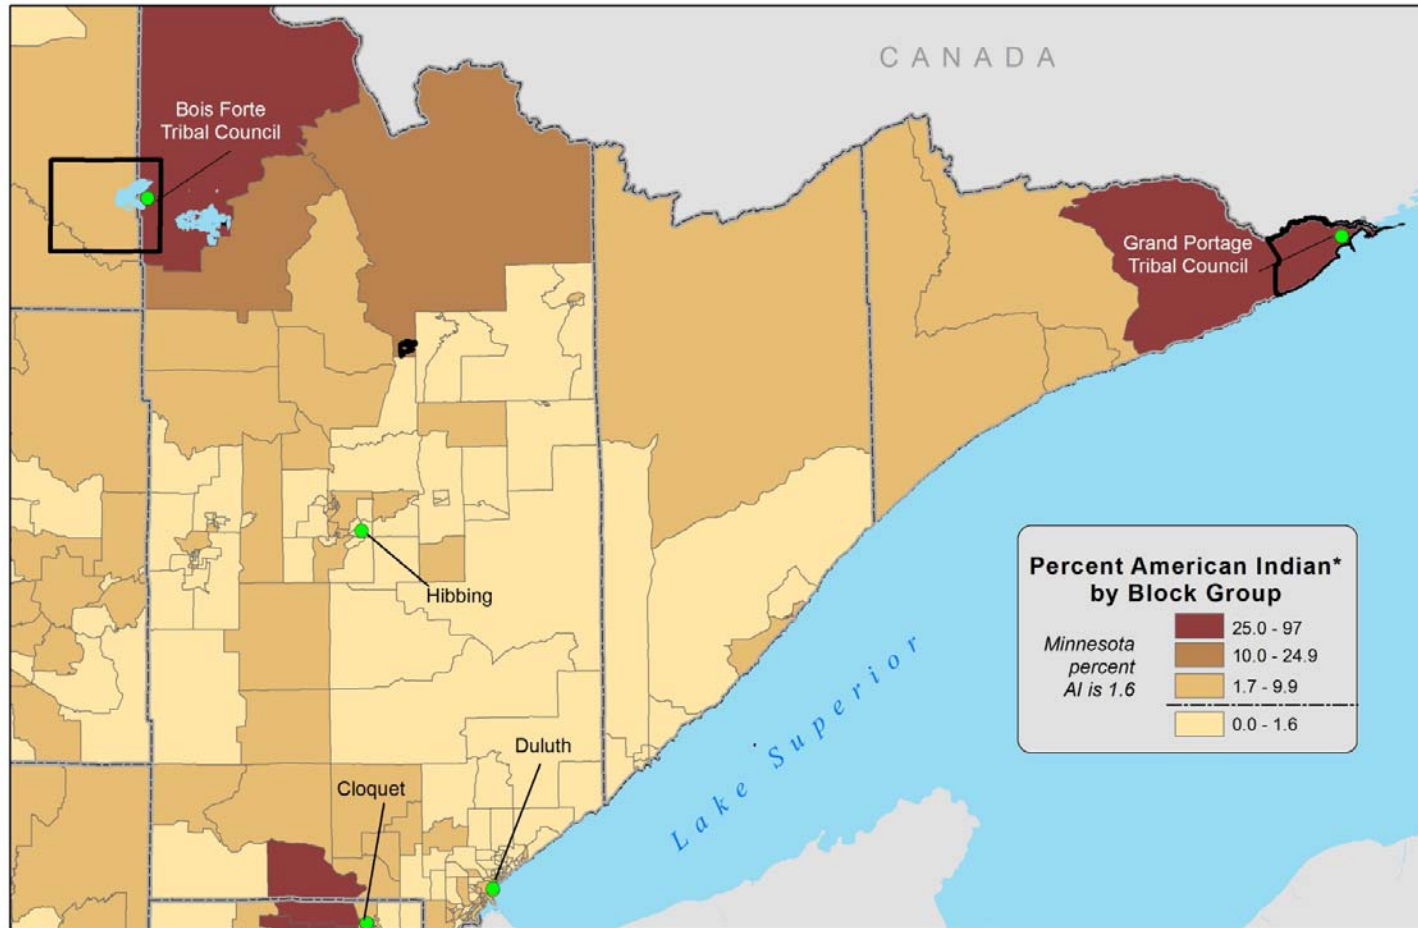 CANADA
Bois Forte
Tribal Council
Grand Portage
Tribal Council
Hibbing
Percent American Indian*
by Block Group
Minnesota
percent
AI is 1.6
25.0 - 97
10.0 - 24.9
1.7 - 9.9
0.0 - 1.6
Lake Superior
Duluth
Cloquet